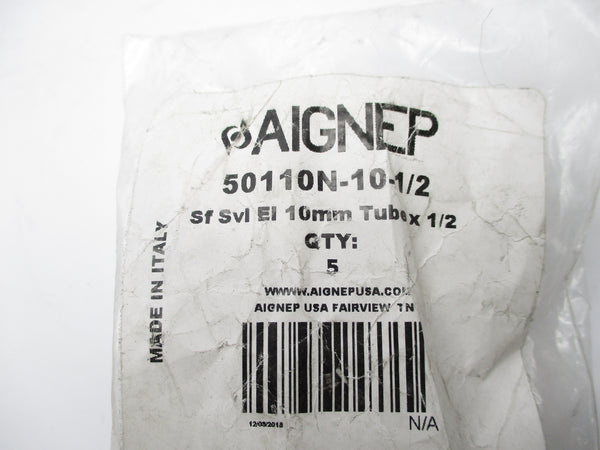 AIGNEP
50110N-10-1/2
Sf Svl El 10mm Tube x 1/2
QTY:
5
MADE IN ITALY
WWW.AIGNEPUSA.COM
AIGNEP USA FAIRVIEW TN
12/03/2018
N/A